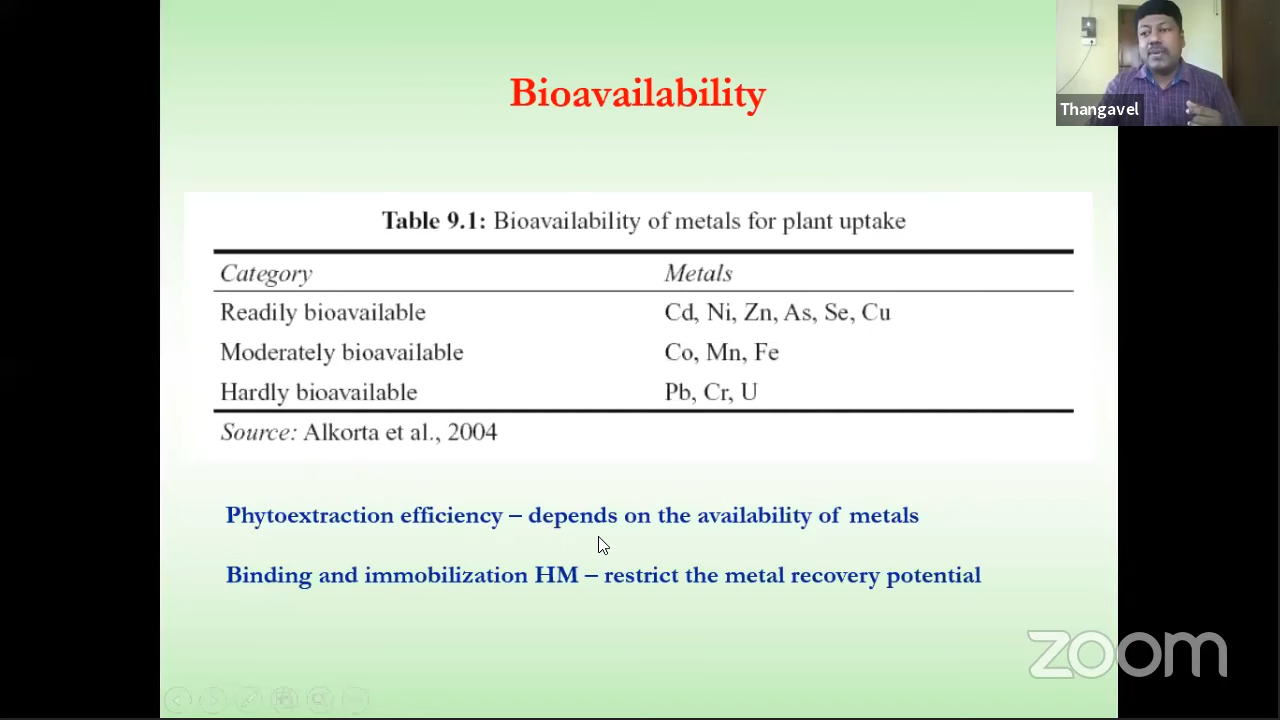 Bioavailability
Thangavel
Table 9.1: Bioavailability of metals for plant uptake
Category Metals
Readily bioavailable Cd, Ni, Zn, As, Se, Cu
Moderately bioavailable Co, Mn, Fe
Hardly bioavailable Pb, Cr, U
Source: Alkorta et al., 2004
Phytoextraction efficiency – depends on the availability of metals
Binding and immobilization HM – restrict the metal recovery potential
zoom